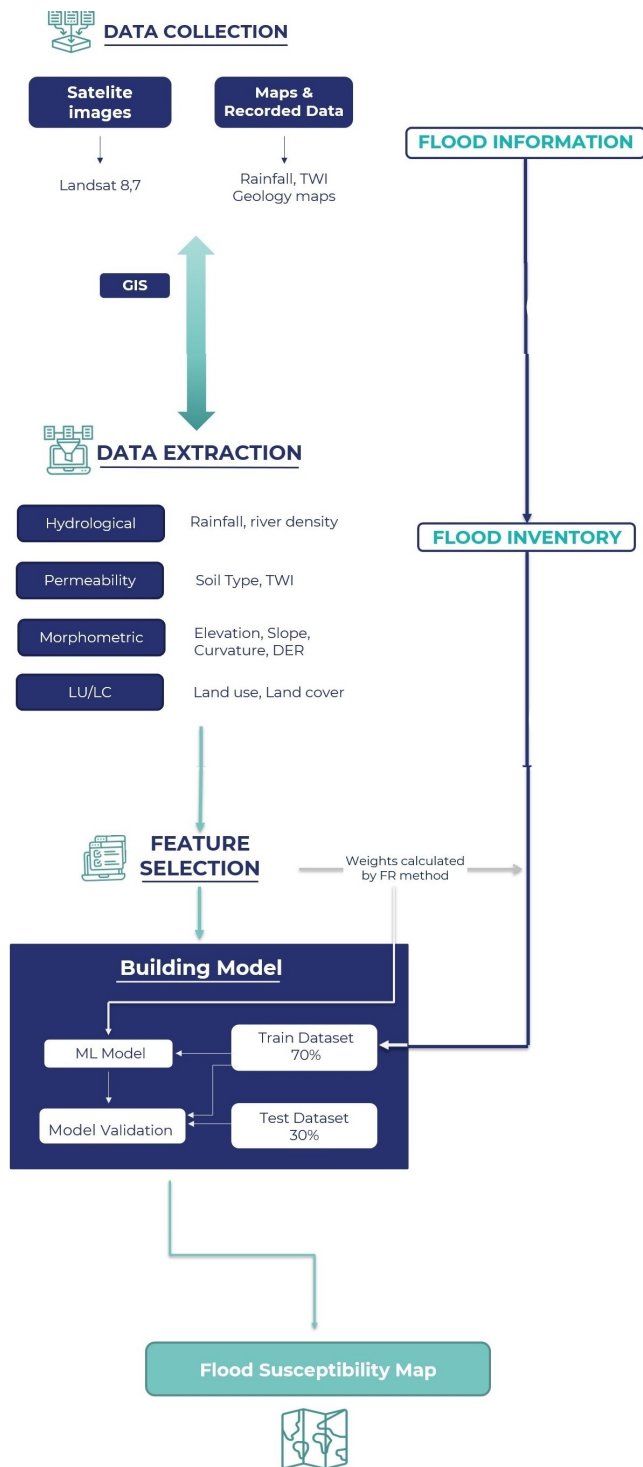 DATA COLLECTION
Satelite
images
Maps &
Recorded Data
FLOOD INFORMATION
Landsat 8,7
Rainfall, TWI
Geology maps
GIS
DATA EXTRACTION
Hydrological
Rainfall, river density
FLOOD INVENTORY
Permeability
Soil Type, TWI
Morphometric
Elevation, Slope,
Curvature, DER
LU/LC
Land use, Land cover
FEATURE
SELECTION
Weights calculated
by FR method
Building Model
ML Model
Train Dataset
70%
Model Validation
Test Dataset
30%
Flood Susceptibility Map